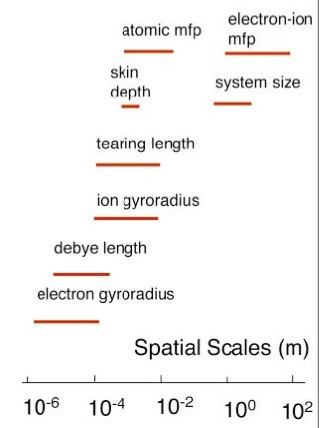 atomic mfp
electron-ion
mfp
skin
depth
system size
tearing length
ion gyroradius
debye length
electron gyroradius
Spatial Scales (m)
10⁻⁶ 10⁻⁴ 10⁻² 10⁰ 10²